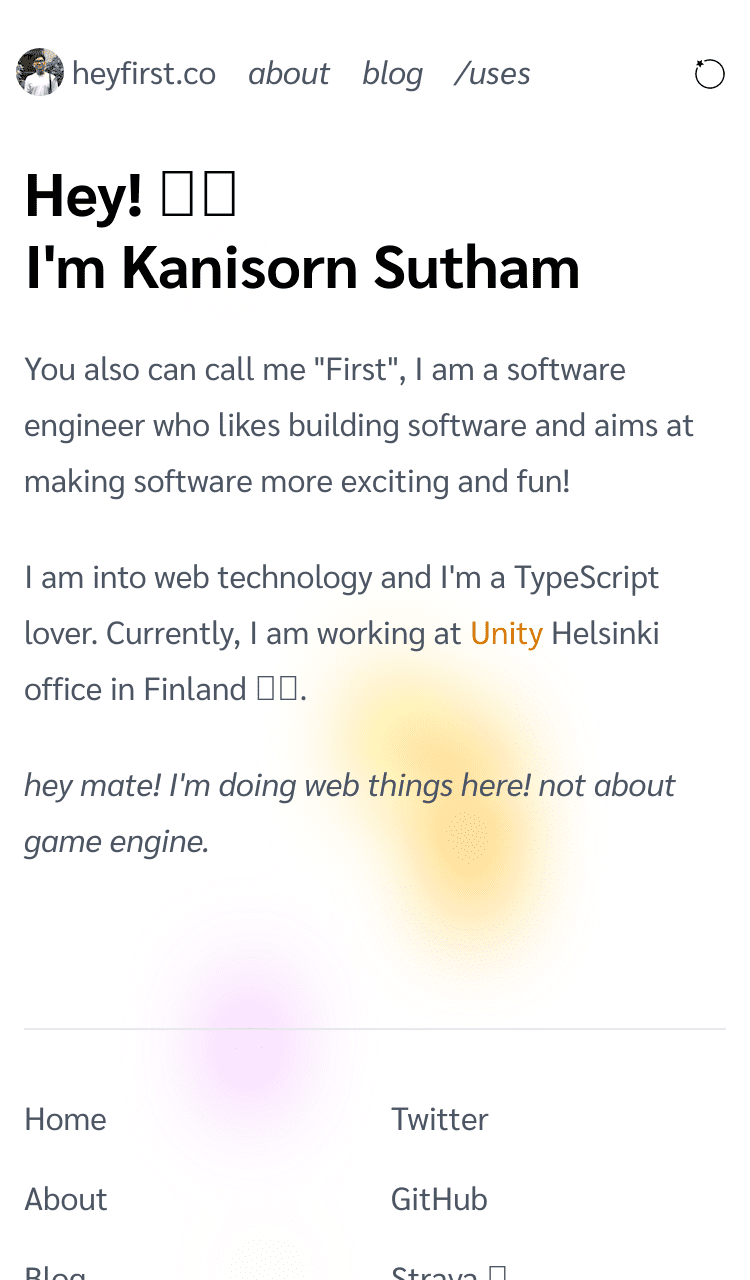 heyfirst.co about blog /uses
Hey! 
I'm Kanisorn Sutham
You also can call me "First", I am a software
engineer who likes building software and aims at
making software more exciting and fun!
I am into web technology and I'm a TypeScript
lover. Currently, I am working at Unity Helsinki
office in Finland .
hey mate! I'm doing web things here! not about
game engine.
Home
Twitter
About
GitHub
Blog
Strava